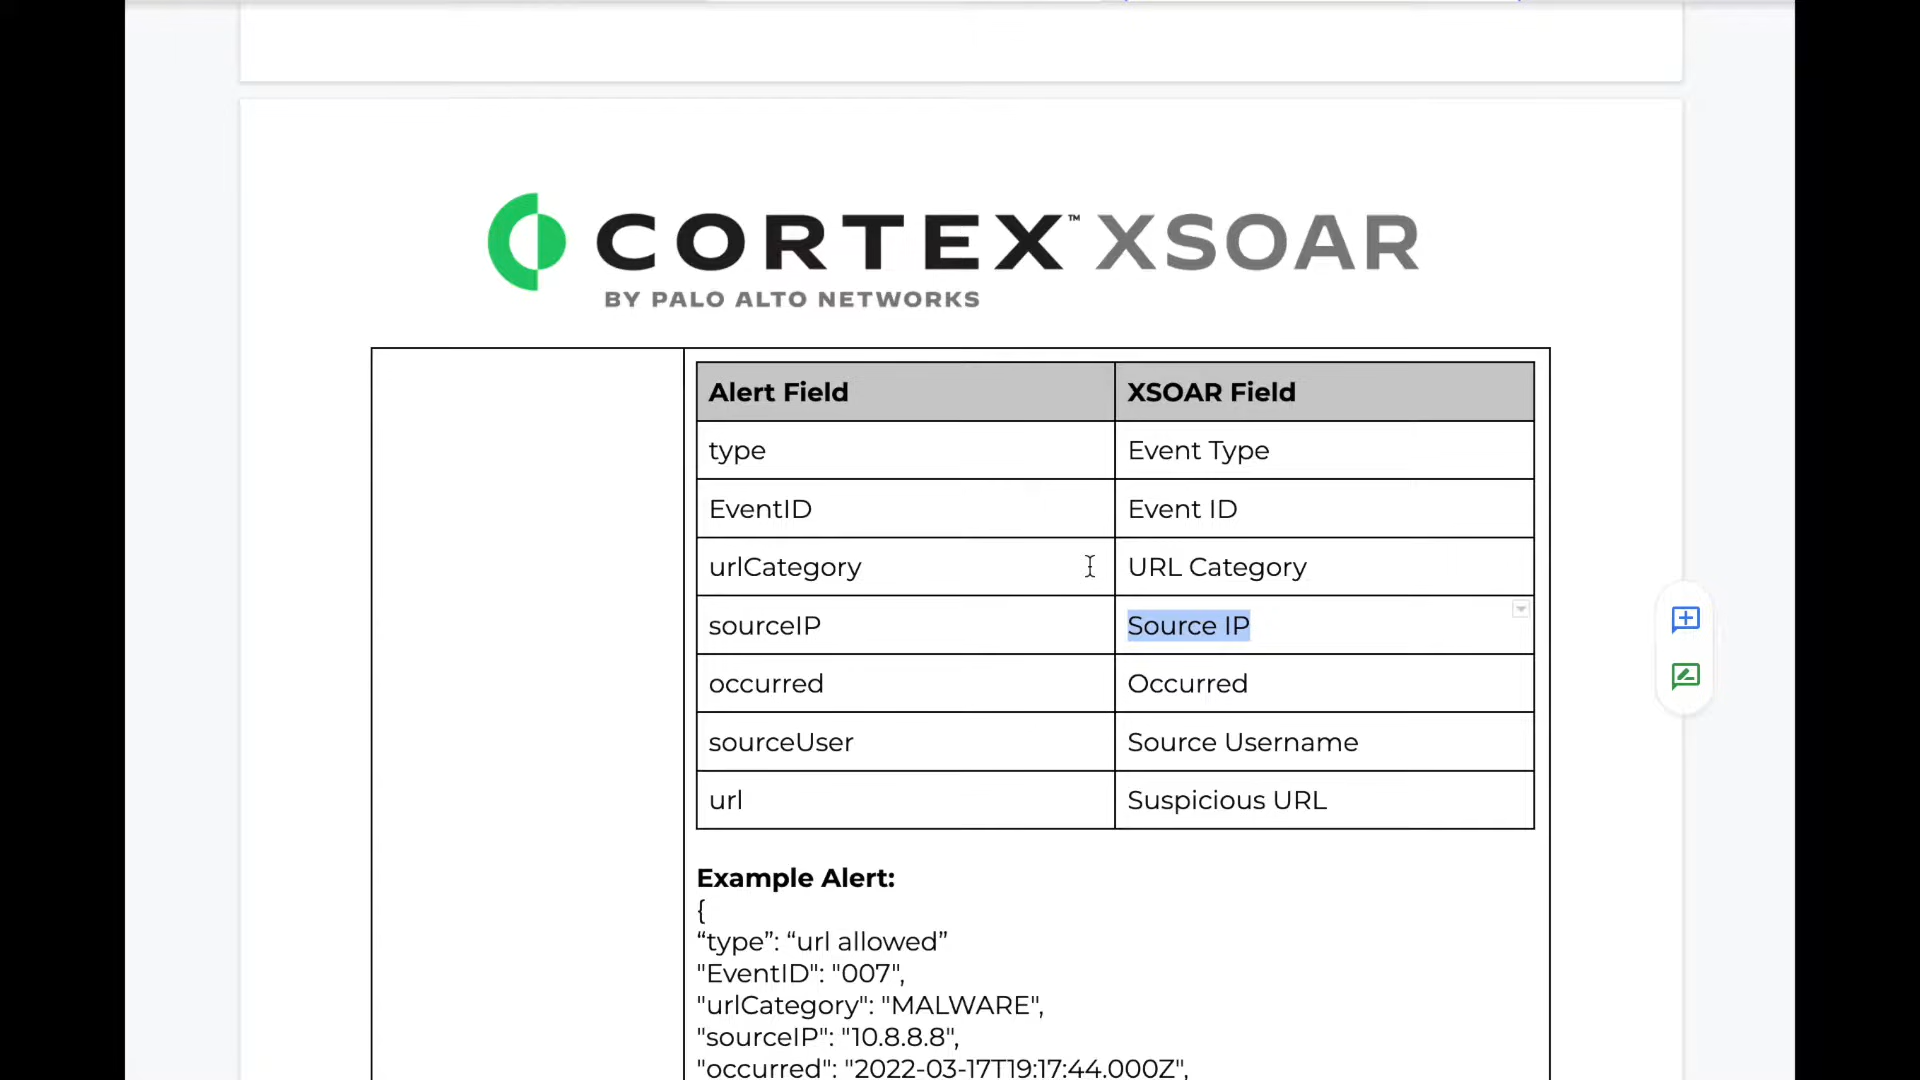 CORTEX™ XSOAR
BY PALO ALTO NETWORKS
Alert Field XSOAR Field
type Event Type
EventID Event ID
urlCategory URL Category
sourceIP Source IP
occurred Occurred
sourceUser Source Username
url Suspicious URL
Example Alert:
{
“type”: “url allowed”
"EventID": "007",
"urlCategory": "MALWARE",
"sourceIP": "10.8.8.8",
"occurred": "2022-03-17T19:17:44.000Z",